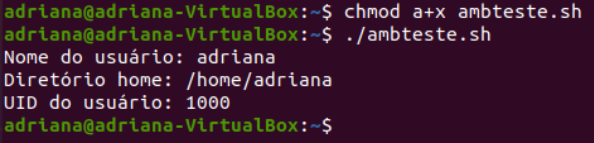 adriana@adriana-VirtualBox:~$ chmod a+x ambteste.sh
adriana@adriana-VirtualBox:~$ ./ambteste.sh
Nome do usuário: adriana
Diretório home: /home/adriana
UID do usuário: 1000
adriana@adriana-VirtualBox:~$